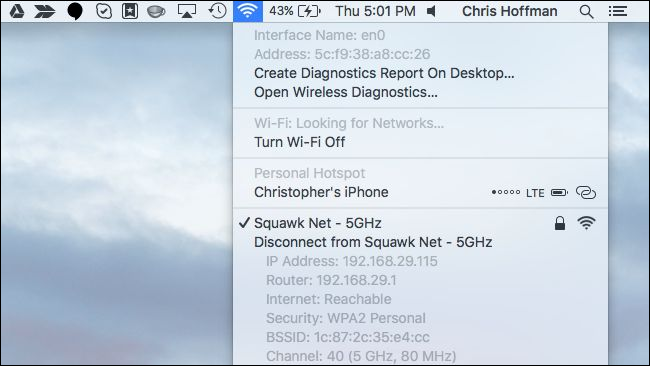 43% Thu 5:01 PM Chris Hoffman
Interface Name: en0
Address: 5c:f9:38:a8:cc:26
Create Diagnostics Report On Desktop...
Open Wireless Diagnostics...
Wi-Fi: Looking for Networks...
Turn Wi-Fi Off
Personal Hotspot
Christopher's iPhone LTE
✓ Squawk Net - 5GHz
Disconnect from Squawk Net - 5GHz
IP Address: 192.168.29.115
Router: 192.168.29.1
Internet: Reachable
Security: WPA2 Personal
BSSID: 1c:87:2c:35:e4:cc
Channel: 40 (5 GHz, 80 MHz)